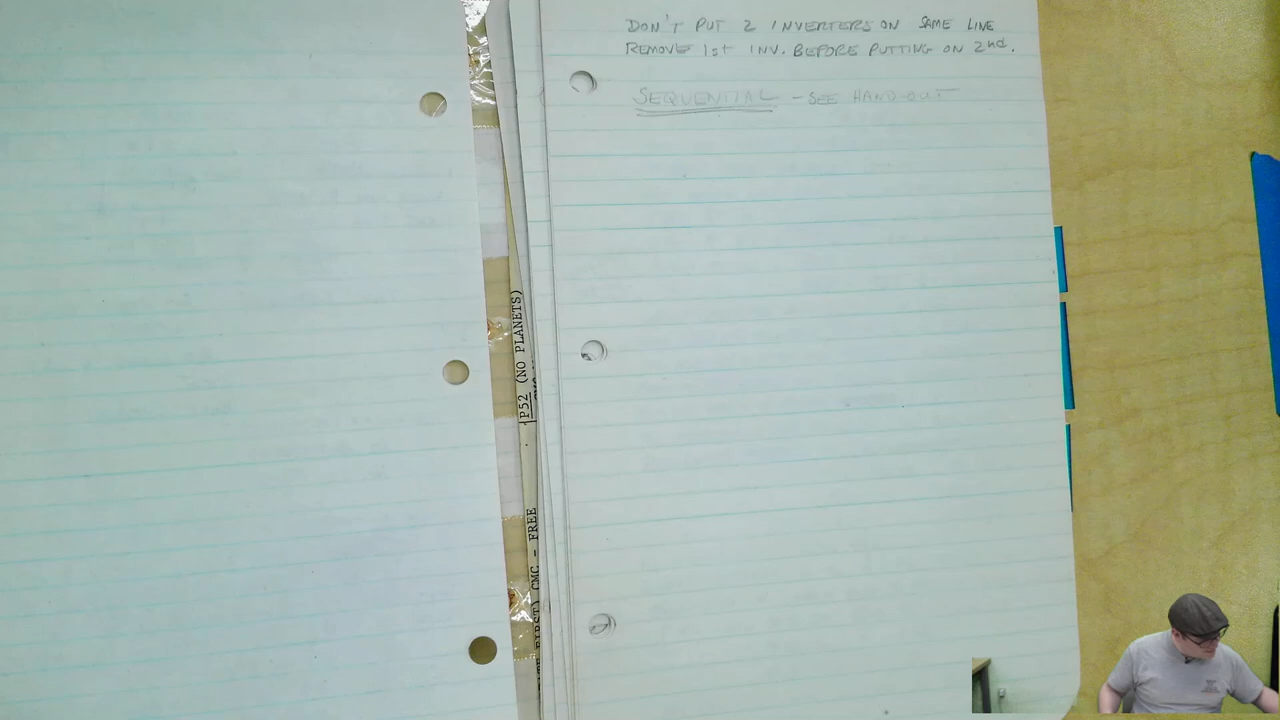 DON'T PUT 2 INVERTERS ON SAME LINE
REMOVE 1st INV. BEFORE PUTTING ON 2nd.
SEQUENTIAL - SEE HAND-OUT
P52 (NO PLANETS)
FIRST) CMC - FREE